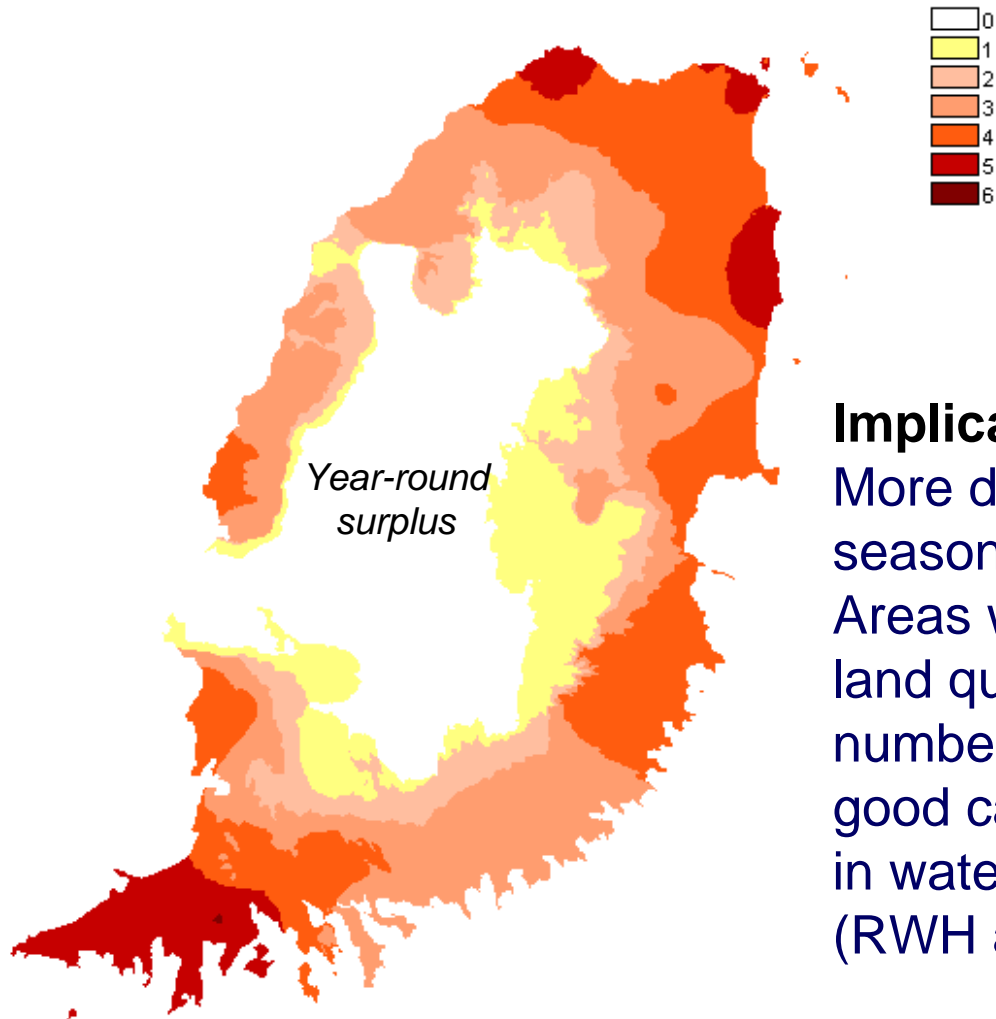 0
1
2
3
4
5
6
Year-round
surplus
Implica
More d
season
Areas w
land qu
numbe
good ca
in wate
(RWH a